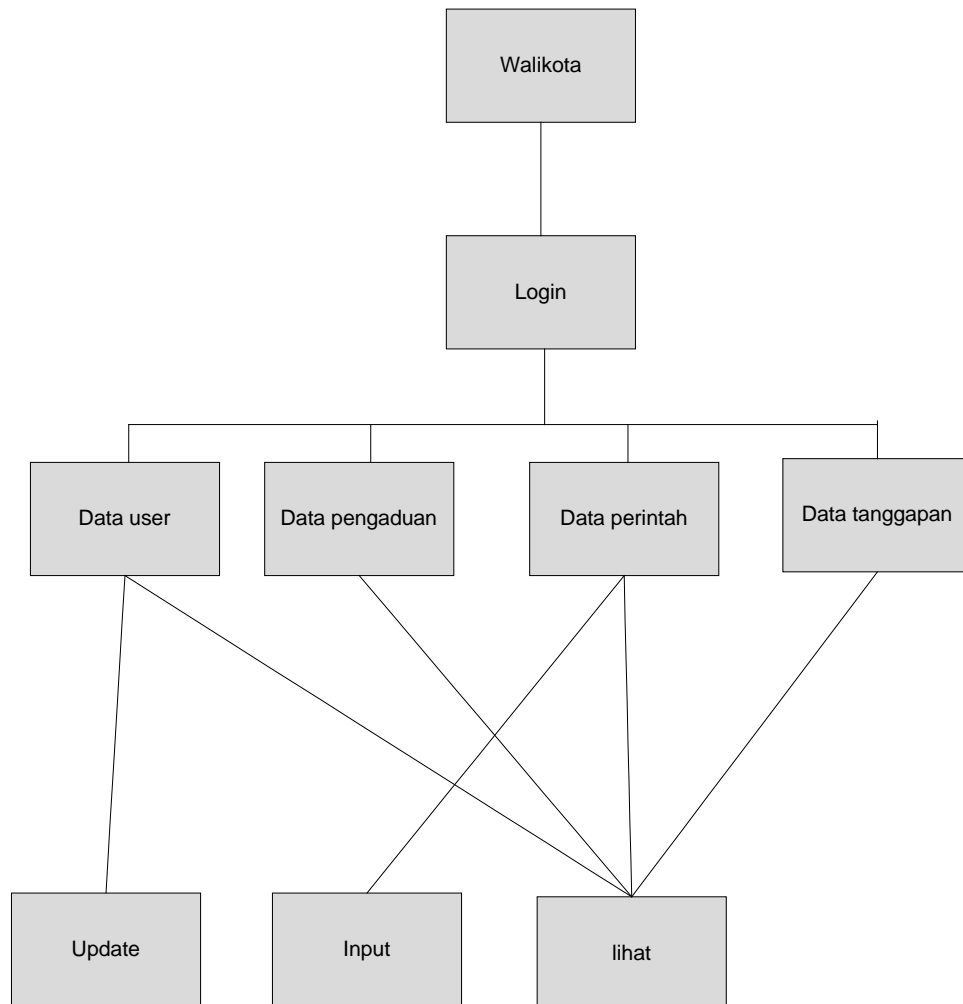 Walikota
Login
Data user
Data pengaduan
Data perintah
Data tanggapan
Update
Input
lihat